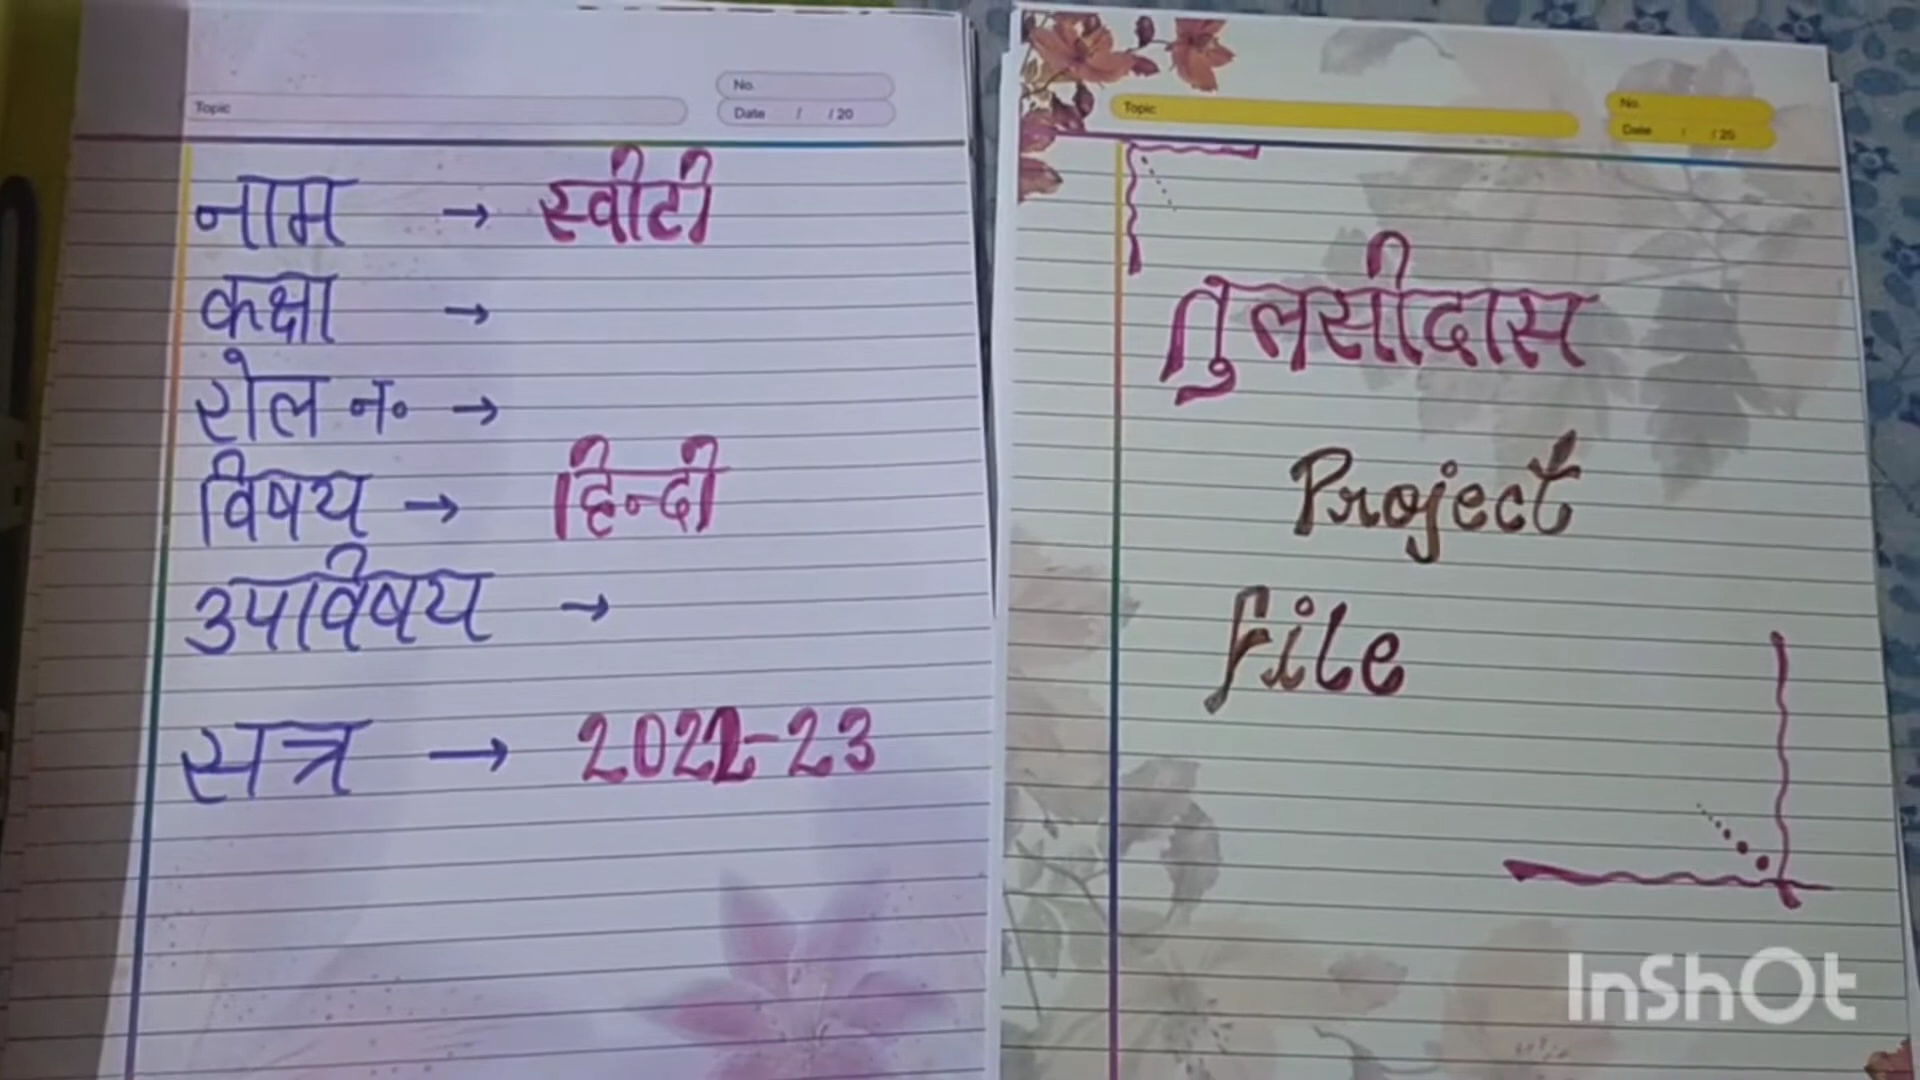 No.
Topic
Date / / 20
नाम → स्वीटी
कक्षा →
रोल न० →
विषय → हिन्दी
उपविषय →
सत्र → 2022-23
No.
Topic
Date / / 20
तुलसीदास
Project
File
InShOt